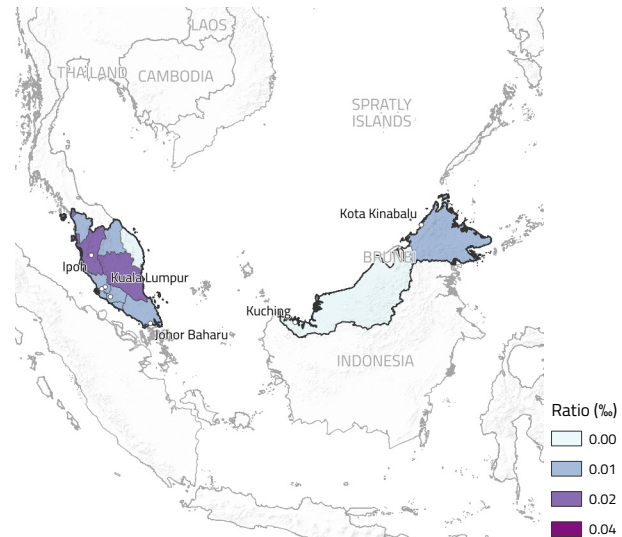 LAOS
THAILAND
CAMBODIA
SPRATLY
ISLANDS
Kota Kinabalu
BRUNEI
Ipoh
Kuala Lumpur
Kuching
Johor Baharu
INDONESIA
Ratio (‰)
0.00
0.01
0.02
0.04